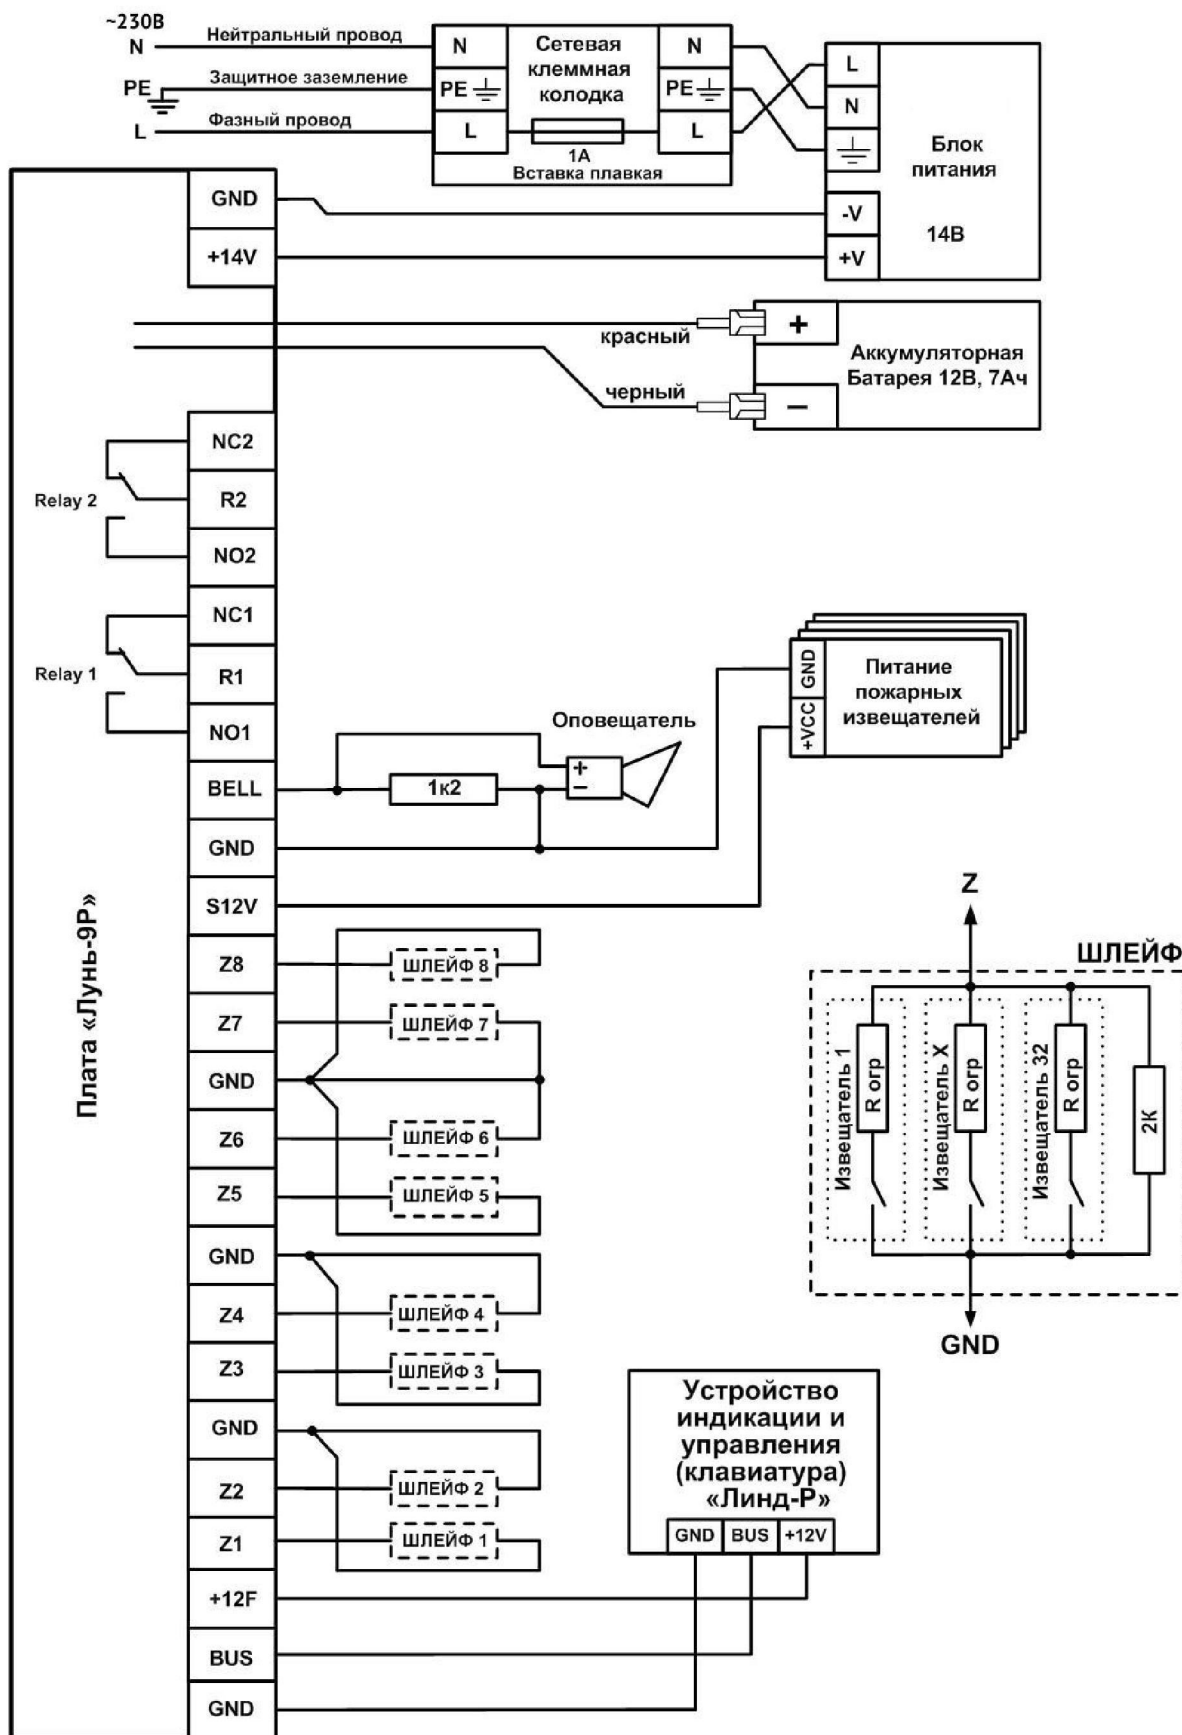 ~230В
N
Нейтральный провод
PE
Защитное заземление
L
Фазный провод
N
PE
L
Сетевая
клеммная
колодка
1А
Вставка плавкая
N
PE
L
L
N
-V
+V
Блок
питания
14В
GND
+14V
красный
черный
+
−
Аккумуляторная
Батарея 12В, 7Ач
NC2
R2
NO2
Relay 2
NC1
R1
NO1
Relay 1
BELL
GND
S12V
Z8
Z7
GND
Z6
Z5
GND
Z4
Z3
GND
Z2
Z1
+12F
BUS
GND
Плата «Лунь-9Р»
1к2
Оповещатель
+
−
GND
+VCC
Питание
пожарных
извещателей
ШЛЕЙФ 8
ШЛЕЙФ 7
ШЛЕЙФ 6
ШЛЕЙФ 5
ШЛЕЙФ 4
ШЛЕЙФ 3
ШЛЕЙФ 2
ШЛЕЙФ 1
Z
ШЛЕЙФ
Извещатель 1
R огр
Извещатель X
R огр
Извещатель 32
R огр
2К
GND
Устройство
индикации и
управления
(клавиатура)
«Линд-Р»
GND BUS +12V